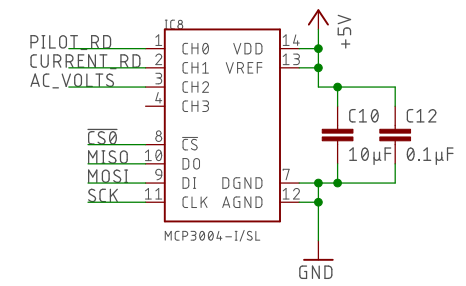 IC8
+5V
PILOT_RD 1 CH0 VDD 14
CURRENT_RD 2 CH1 VREF 13
AC_VOLTS 3 CH2
4 CH3
C10 C12
10µF 0.1µF
CS0 8 CS
MISO 10 DO
MOSI 9 DI DGND 7
SCK 11 CLK AGND 12
MCP3004-I/SL
GND